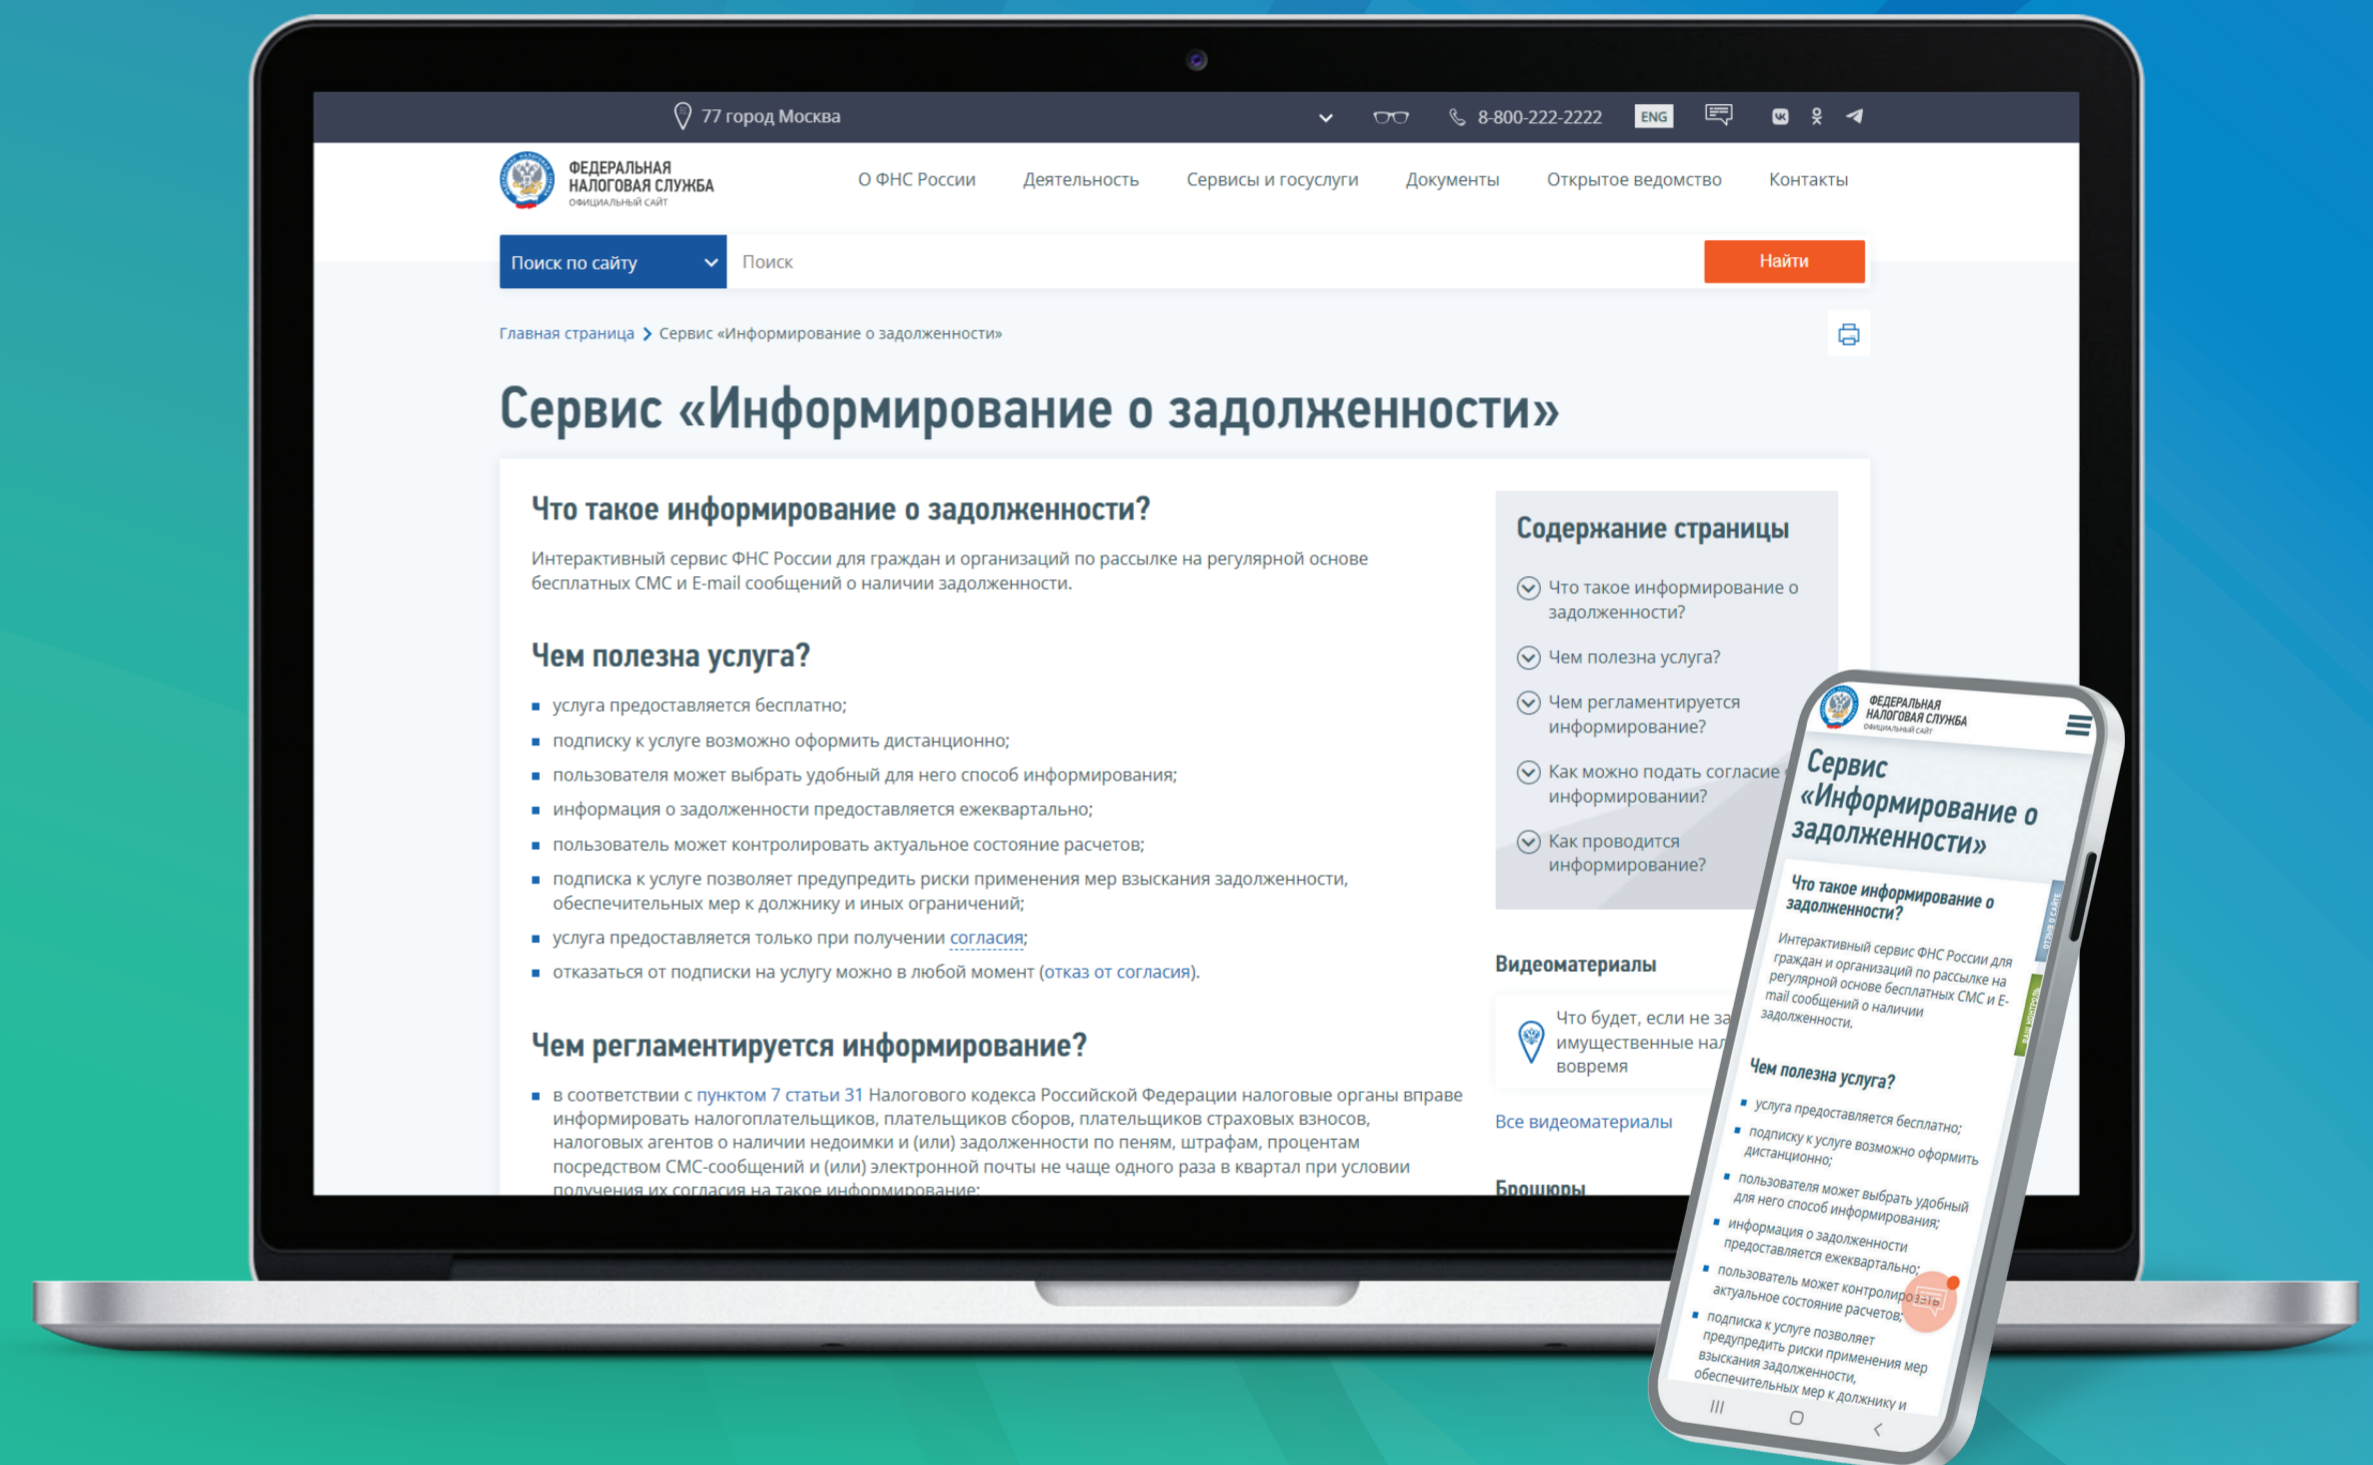 77 город Москва
8-800-222-2222
ENG
ФЕДЕРАЛЬНАЯ
НАЛОГОВАЯ СЛУЖБА
ОФИЦИАЛЬНЫЙ САЙТ
О ФНС России
Деятельность
Сервисы и госуслуги
Документы
Открытое ведомство
Контакты
Поиск по сайту
Поиск
Найти
Главная страница
Сервис «Информирование о задолженности»
Сервис «Информирование о задолженности»
Что такое информирование о задолженности?
Интерактивный сервис ФНС России для граждан и организаций по рассылке на регулярной основе
бесплатных СМС и E-mail сообщений о наличии задолженности.
Чем полезна услуга?
услуга предоставляется бесплатно;
подписку к услуге возможно оформить дистанционно;
пользователя может выбрать удобный для него способ информирования;
информация о задолженности предоставляется ежеквартально;
пользователь может контролировать актуальное состояние расчетов;
подписка к услуге позволяет предупредить риски применения мер взыскания задолженности,
обеспечительных мер к должнику и иных ограничений;
услуга предоставляется только при получении согласия;
отказаться от подписки на услугу можно в любой момент (отказ от согласия).
Чем регламентируется информирование?
в соответствии с пунктом 7 статьи 31 Налогового кодекса Российской Федерации налоговые органы вправе
информировать налогоплательщиков, плательщиков сборов, плательщиков страховых взносов,
налоговых агентов о наличии недоимки и (или) задолженности по пеням, штрафам, процентам
посредством СМС-сообщений и (или) электронной почты не чаще одного раза в квартал при условии
получения их согласия на такое информирование;
Содержание страницы
Что такое информирование о
задолженности?
Чем полезна услуга?
Чем регламентируется
информирование?
Как можно подать согласие
информировании?
Как проводится
информирование?
Видеоматериалы
Что будет, если не за
имущественные нал
вовремя
Все видеоматериалы
Брошюры
ФЕДЕРАЛЬНАЯ
НАЛОГОВАЯ СЛУЖБА
ОФИЦИАЛЬНЫЙ САЙТ
Сервис
«Информирование о
задолженности»
Что такое информирование о
задолженности?
Интерактивный сервис ФНС России для
граждан и организаций по рассылке на
регулярной основе бесплатных СМС и E-
mail сообщений о наличии
задолженности.
ОТЗЫВ О САЙТЕ
ВАШ КОНТРОЛЬ
Чем полезна услуга?
услуга предоставляется бесплатно;
подписку к услуге возможно оформить
дистанционно;
пользователя может выбрать удобный
для него способ информирования;
информация о задолженности
предоставляется ежеквартально;
пользователь может контролировать
актуальное состояние расчетов;
подписка к услуге позволяет
предупредить риски применения мер
взыскания задолженности,
обеспечительных мер к должнику и